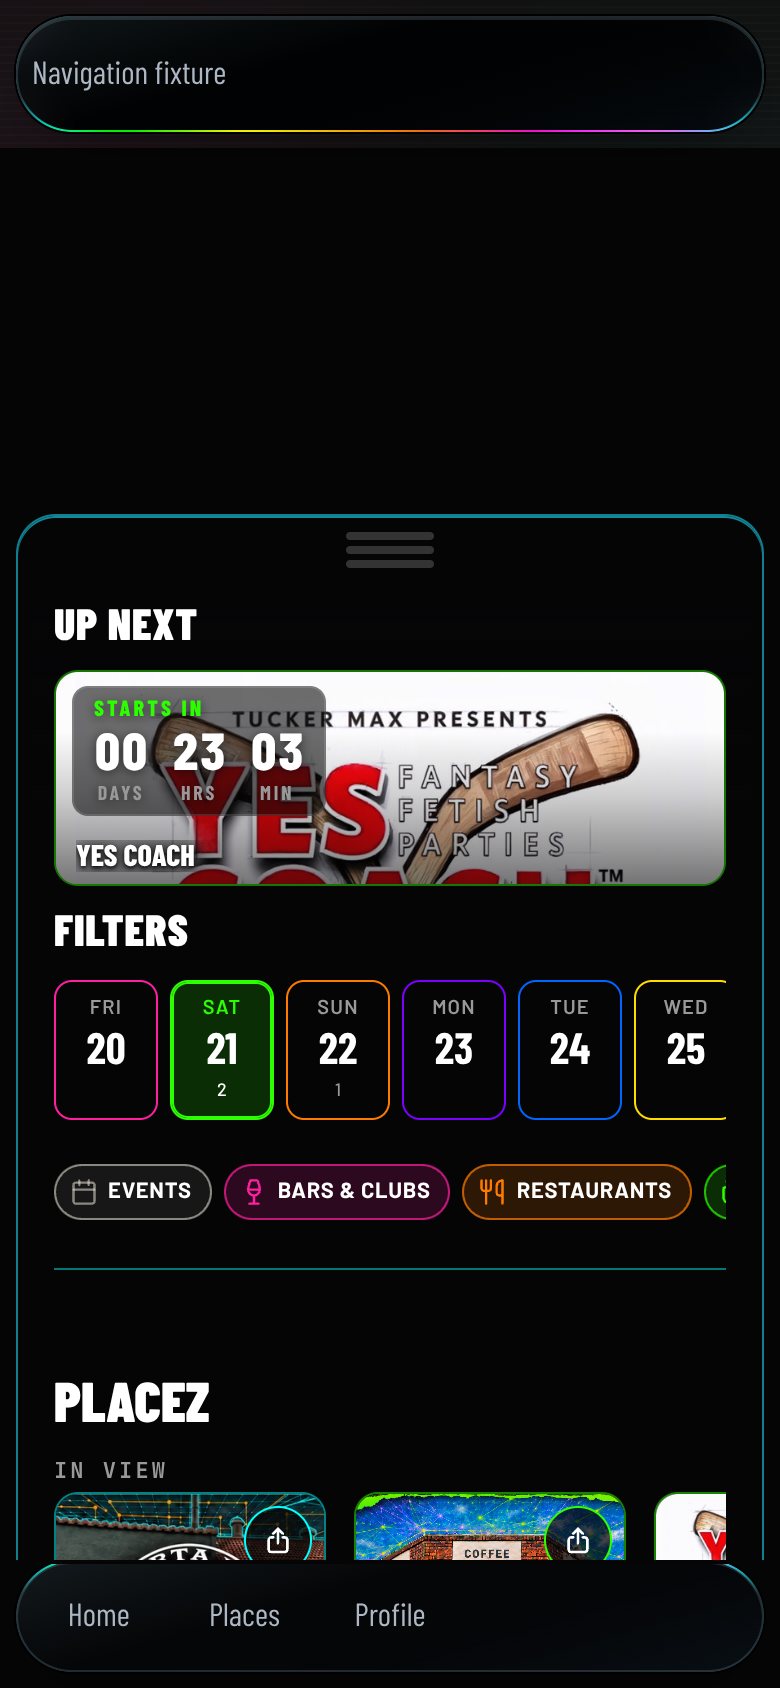 Navigation fixture
UP NEXT
STARTS IN
00 23 03
DAYS HRS MIN
TUCKER MAX PRESENTS
YES
FANTASY
FETISH
PARTIES
YES COACH
TM
FILTERS
FRI SAT SUN MON TUE WED
20 21 22 23 24 25
2 1
EVENTS BARS & CLUBS RESTAURANTS
PLACEZ
IN VIEW
COFFEE
Home Places Profile